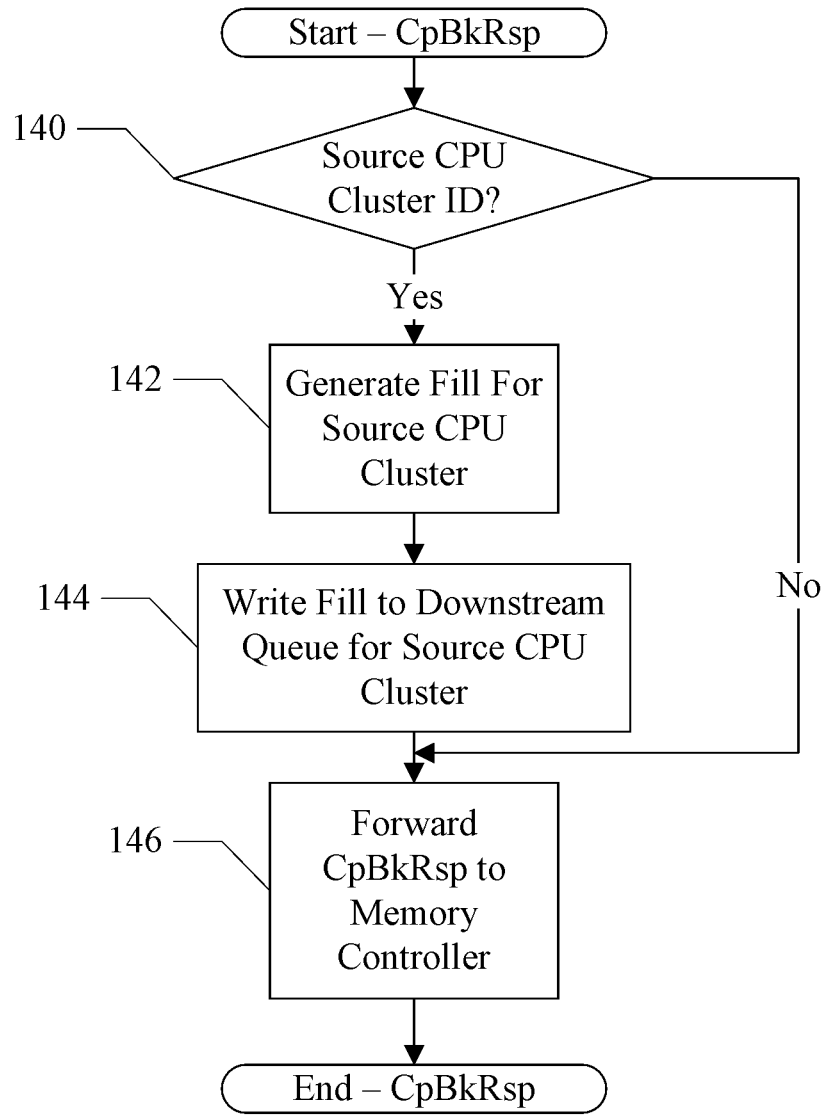 Start – CpBkRsp
140
Source CPU
Cluster ID?
Yes
142
Generate Fill For
Source CPU
Cluster
No
144
Write Fill to Downstream
Queue for Source CPU
Cluster
146
Forward
CpBkRsp to
Memory
Controller
End – CpBkRsp